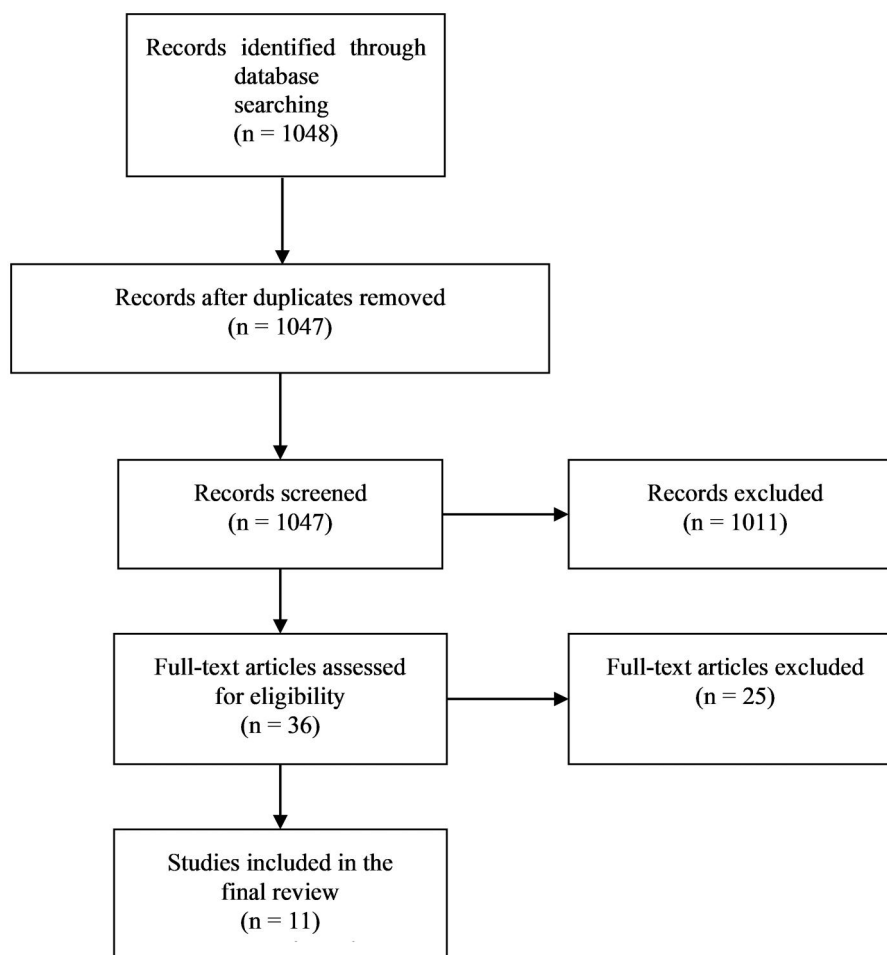 Records identified through
database
searching
(n = 1048)
Records after duplicates removed
(n = 1047)
Records screened
(n = 1047)
Records excluded
(n = 1011)
Full-text articles assessed
for eligibility
(n = 36)
Full-text articles excluded
(n = 25)
Studies included in the
final review
(n = 11)